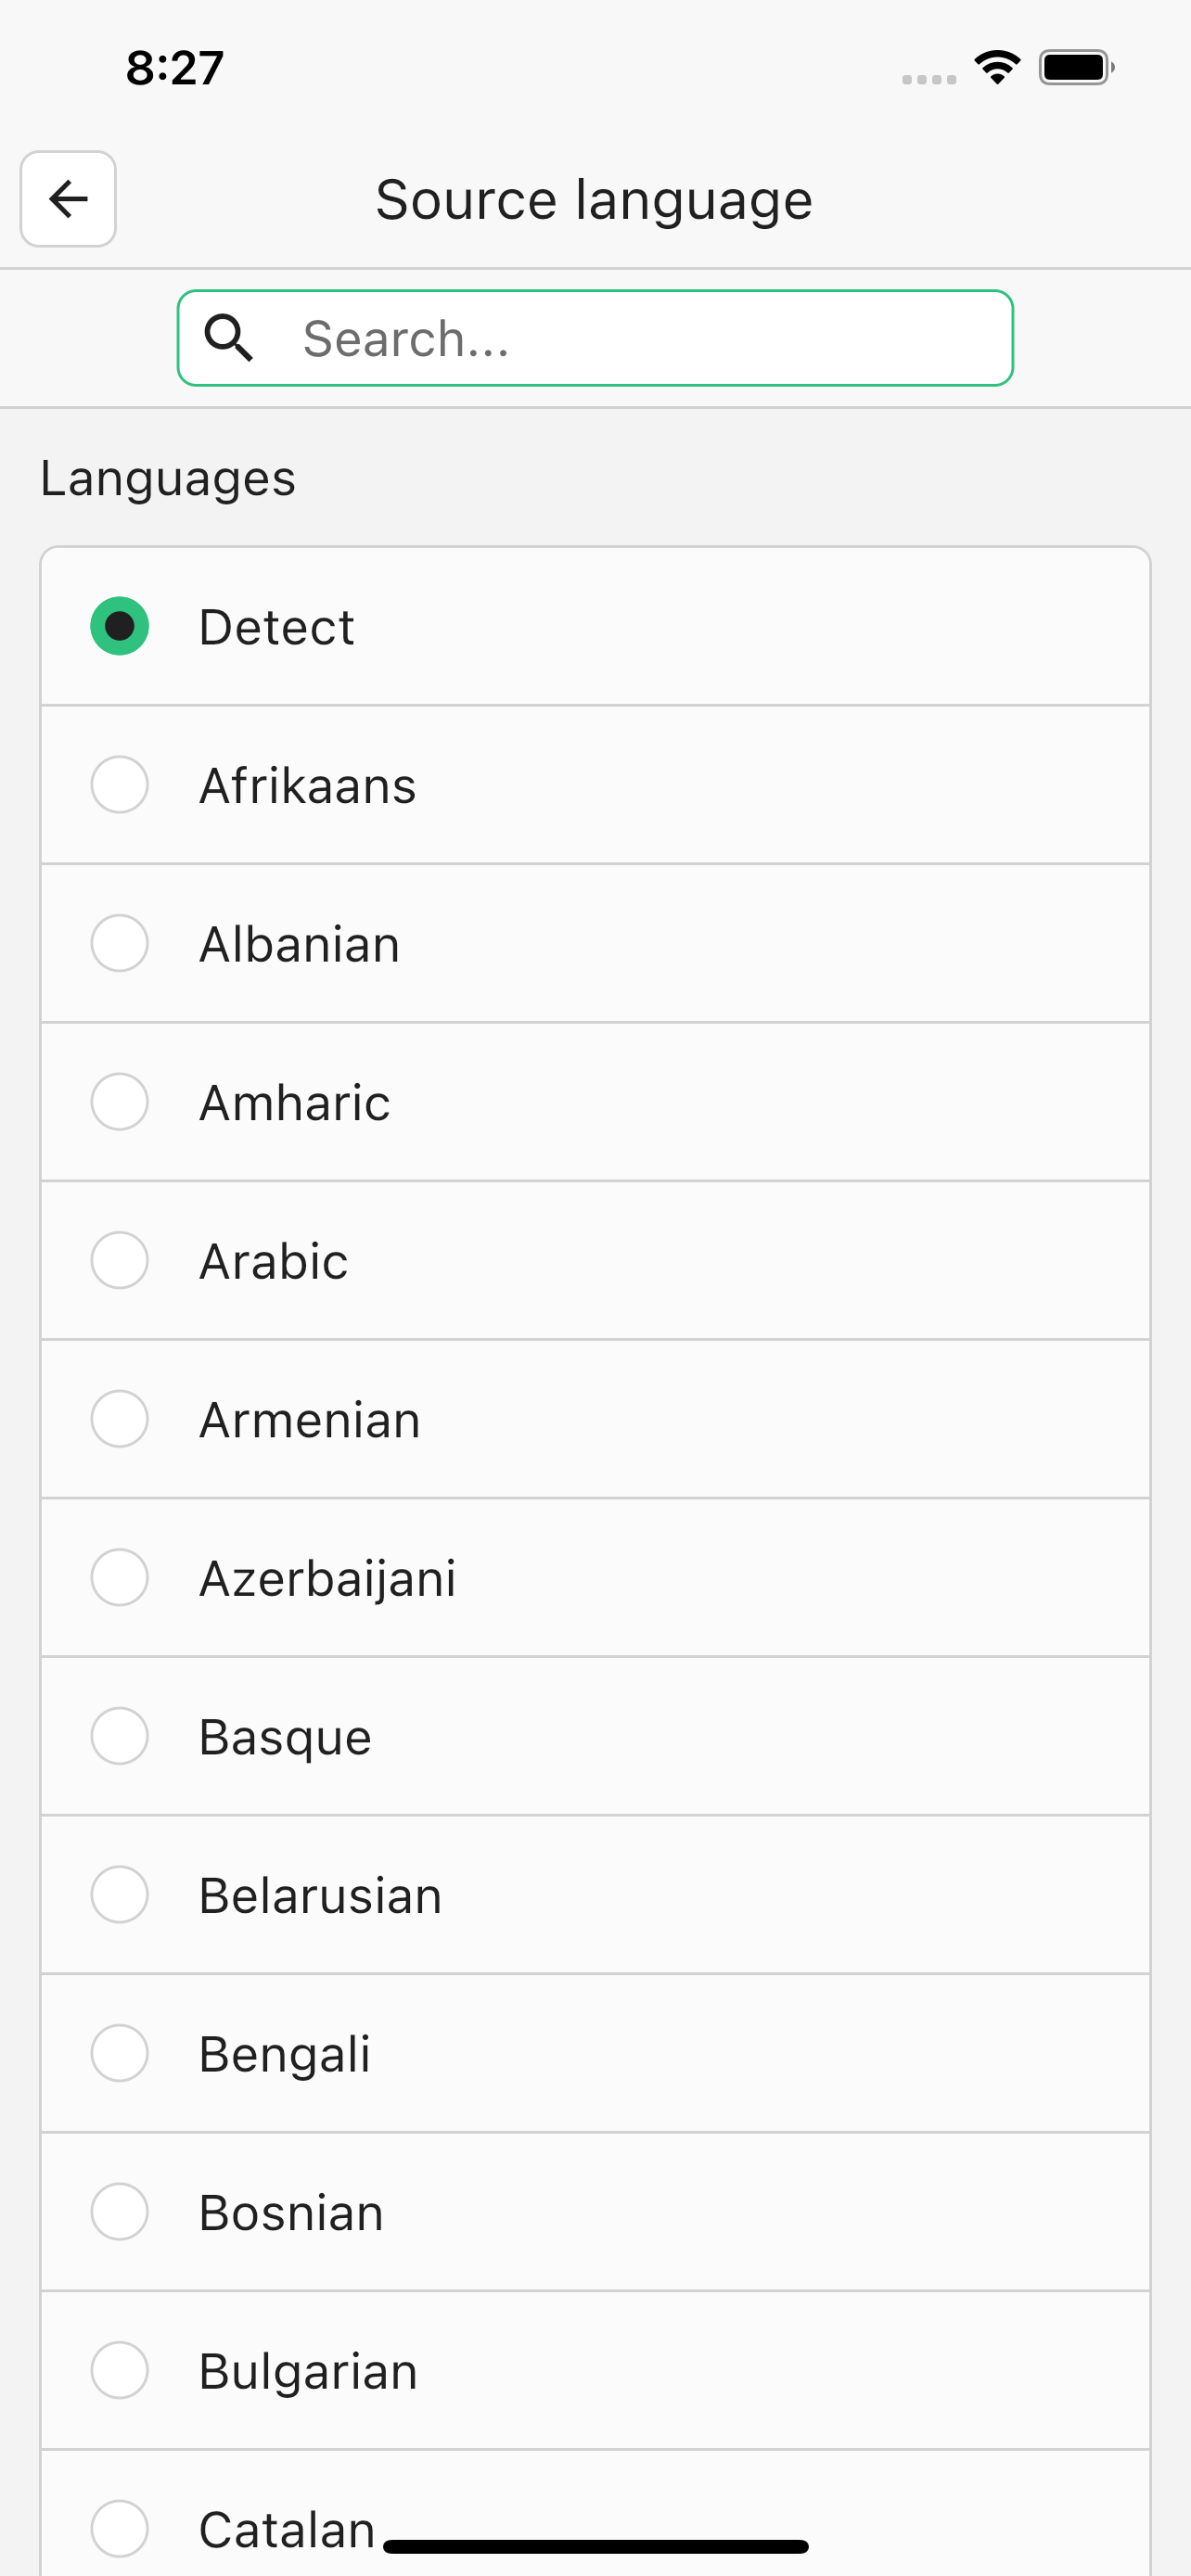 8:27
Source language
Search...
Languages
Detect
Afrikaans
Albanian
Amharic
Arabic
Armenian
Azerbaijani
Basque
Belarusian
Bengali
Bosnian
Bulgarian
Catalan